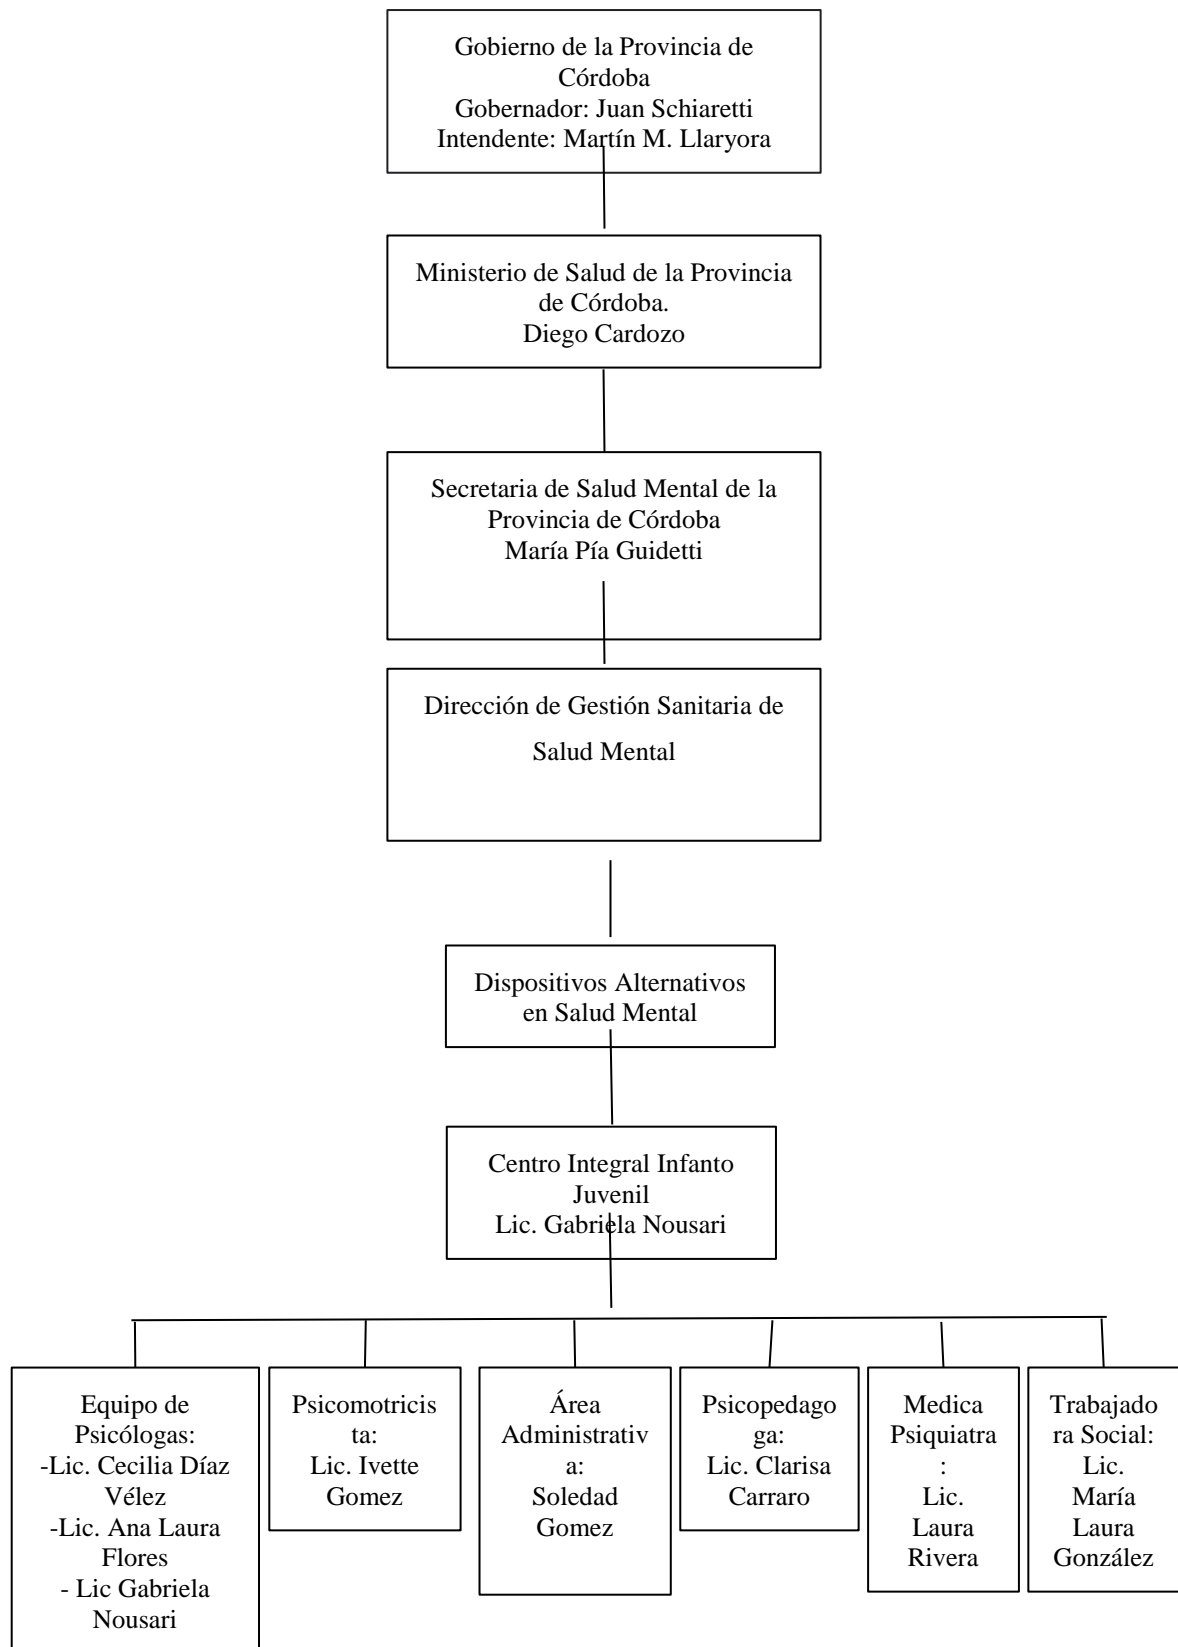 Gobierno de la Provincia de
Córdoba
Gobernador: Juan Schiaretti
Intendente: Martín M. Llaryora
Ministerio de Salud de la Provincia
de Córdoba.
Diego Cardozo
Secretaria de Salud Mental de la
Provincia de Córdoba
María Pía Guidetti
Dirección de Gestión Sanitaria de
Salud Mental
Dispositivos Alternativos
en Salud Mental
Centro Integral Infanto
Juvenil
Lic. Gabriela Nousari
Equipo de
Psicólogas:
-Lic. Cecilia Díaz
Vélez
-Lic. Ana Laura
Flores
- Lic Gabriela
Nousari
Psicomotricis
ta:
Lic. Ivette
Gomez
Área
Administrativ
a:
Soledad
Gomez
Psicopedago
ga:
Lic. Clarisa
Carraro
Medica
Psiquiatra
:
Lic.
Laura
Rivera
Trabajado
ra Social:
Lic.
María
Laura
González